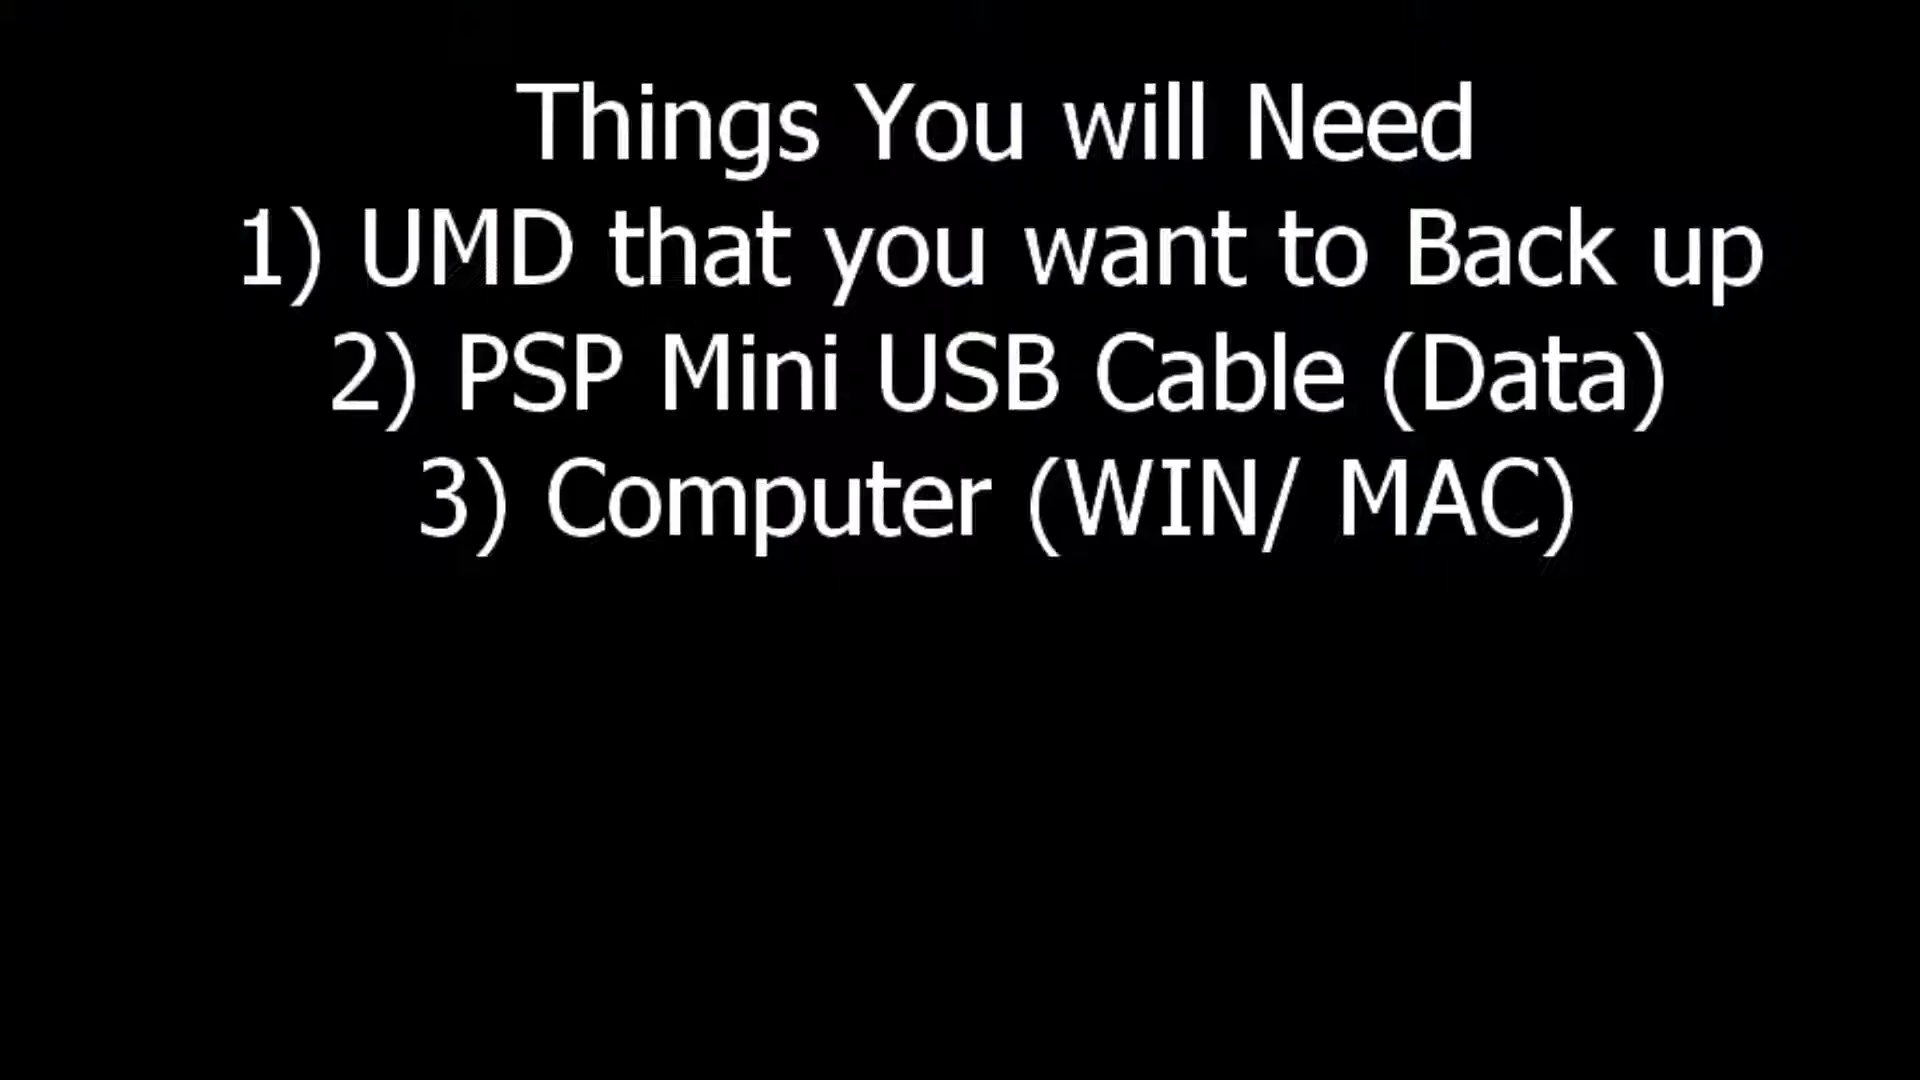 Things You will Need
1) UMD that you want to Back up
2) PSP Mini USB Cable (Data)
3) Computer (WIN/ MAC)